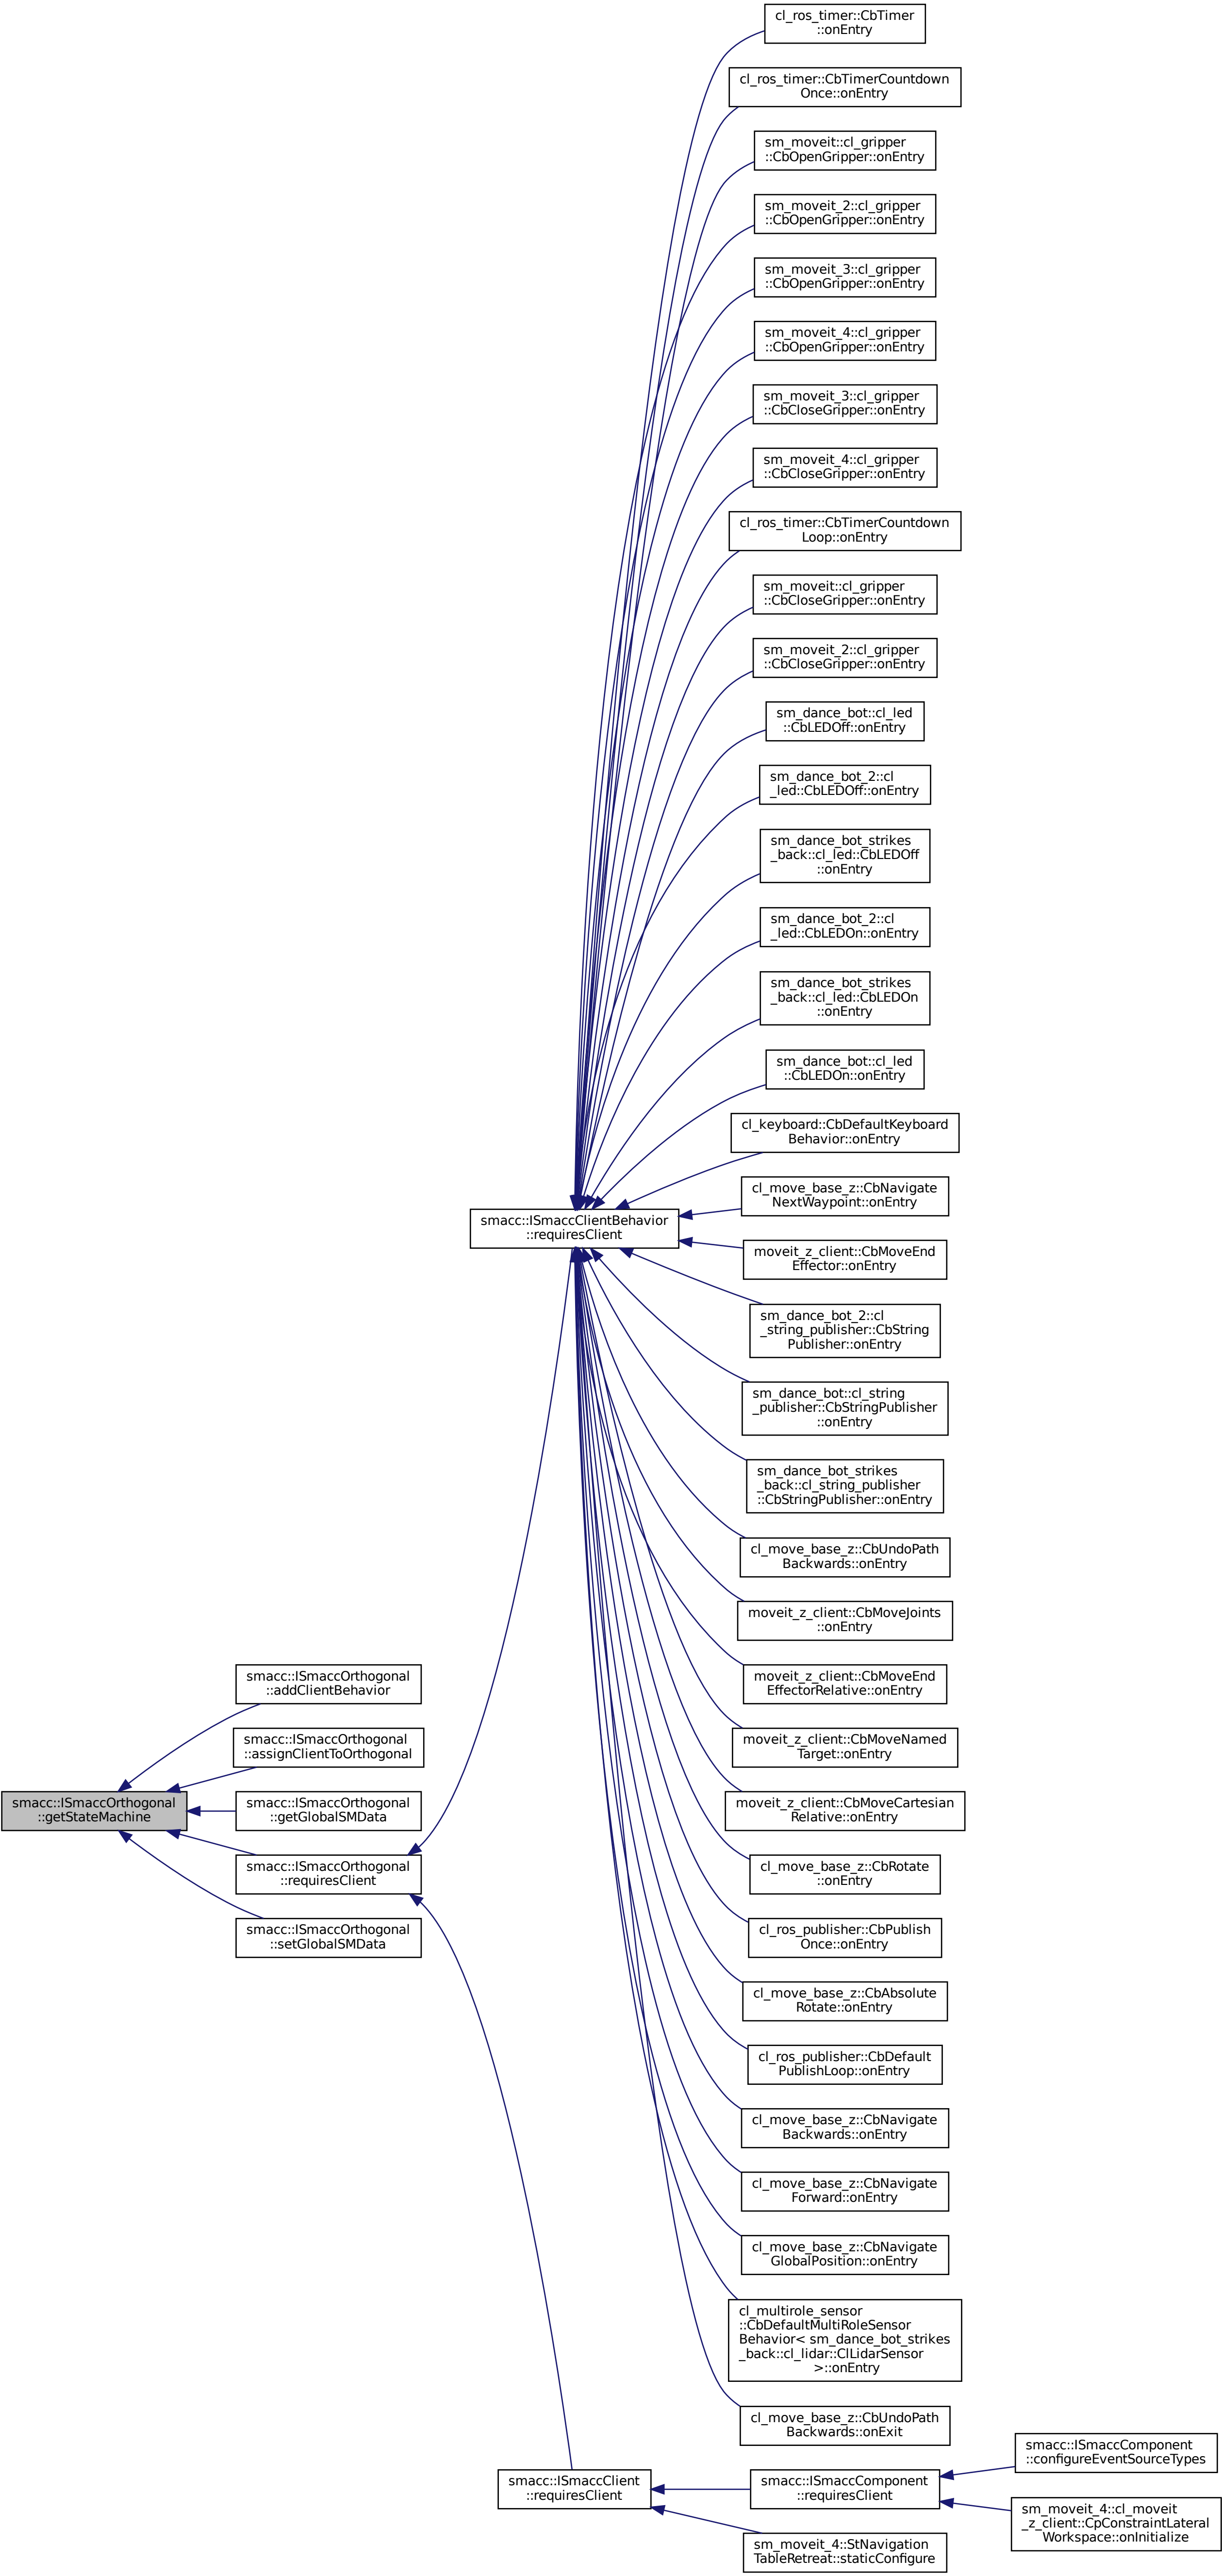 cl_ros_timer::CbTimer
::onEntry
cl_ros_timer::CbTimerCountdown
Once::onEntry
sm_moveit::cl_gripper
::CbOpenGripper::onEntry
sm_moveit_2::cl_gripper
::CbOpenGripper::onEntry
sm_moveit_3::cl_gripper
::CbOpenGripper::onEntry
sm_moveit_4::cl_gripper
::CbOpenGripper::onEntry
sm_moveit_3::cl_gripper
::CbCloseGripper::onEntry
sm_moveit_4::cl_gripper
::CbCloseGripper::onEntry
cl_ros_timer::CbTimerCountdown
Loop::onEntry
sm_moveit::cl_gripper
::CbCloseGripper::onEntry
sm_moveit_2::cl_gripper
::CbCloseGripper::onEntry
sm_dance_bot::cl_led
::CbLEDOff::onEntry
sm_dance_bot_2::cl
_led::CbLEDOff::onEntry
sm_dance_bot_strikes
_back::cl_led::CbLEDOff
::onEntry
sm_dance_bot_2::cl
_led::CbLEDOn::onEntry
sm_dance_bot_strikes
_back::cl_led::CbLEDOn
::onEntry
sm_dance_bot::cl_led
::CbLEDOn::onEntry
cl_keyboard::CbDefaultKeyboard
Behavior::onEntry
cl_move_base_z::CbNavigate
NextWaypoint::onEntry
smacc::ISmaccClientBehavior
::requiresClient
moveit_z_client::CbMoveEnd
Effector::onEntry
sm_dance_bot_2::cl
_string_publisher::CbString
Publisher::onEntry
sm_dance_bot::cl_string
_publisher::CbStringPublisher
::onEntry
sm_dance_bot_strikes
_back::cl_string_publisher
::CbStringPublisher::onEntry
cl_move_base_z::CbUndoPath
Backwards::onEntry
moveit_z_client::CbMoveJoints
::onEntry
moveit_z_client::CbMoveEnd
EffectorRelative::onEntry
moveit_z_client::CbMoveNamed
Target::onEntry
moveit_z_client::CbMoveCartesian
Relative::onEntry
cl_move_base_z::CbRotate
::onEntry
cl_ros_publisher::CbPublish
Once::onEntry
cl_move_base_z::CbAbsolute
Rotate::onEntry
cl_ros_publisher::CbDefault
PublishLoop::onEntry
cl_move_base_z::CbNavigate
Backwards::onEntry
cl_move_base_z::CbNavigate
Forward::onEntry
cl_move_base_z::CbNavigate
GlobalPosition::onEntry
cl_multirole_sensor
::CbDefaultMultiRoleSensor
Behavior< sm_dance_bot_strikes
_back::cl_lidar::ClLidarSensor
>::onEntry
cl_move_base_z::CbUndoPath
Backwards::onExit
smacc::ISmaccOrthogonal
::addClientBehavior
smacc::ISmaccOrthogonal
::assignClientToOrthogonal
smacc::ISmaccOrthogonal
::getStateMachine
smacc::ISmaccOrthogonal
::getGlobalSMData
smacc::ISmaccOrthogonal
::requiresClient
smacc::ISmaccOrthogonal
::setGlobalSMData
smacc::ISmaccClient
::requiresClient
smacc::ISmaccComponent
::requiresClient
smacc::ISmaccComponent
::configureEventSourceTypes
sm_moveit_4::cl_moveit
_z_client::CpConstraintLateral
Workspace::onInitialize
sm_moveit_4::StNavigation
TableRetreat::staticConfigure